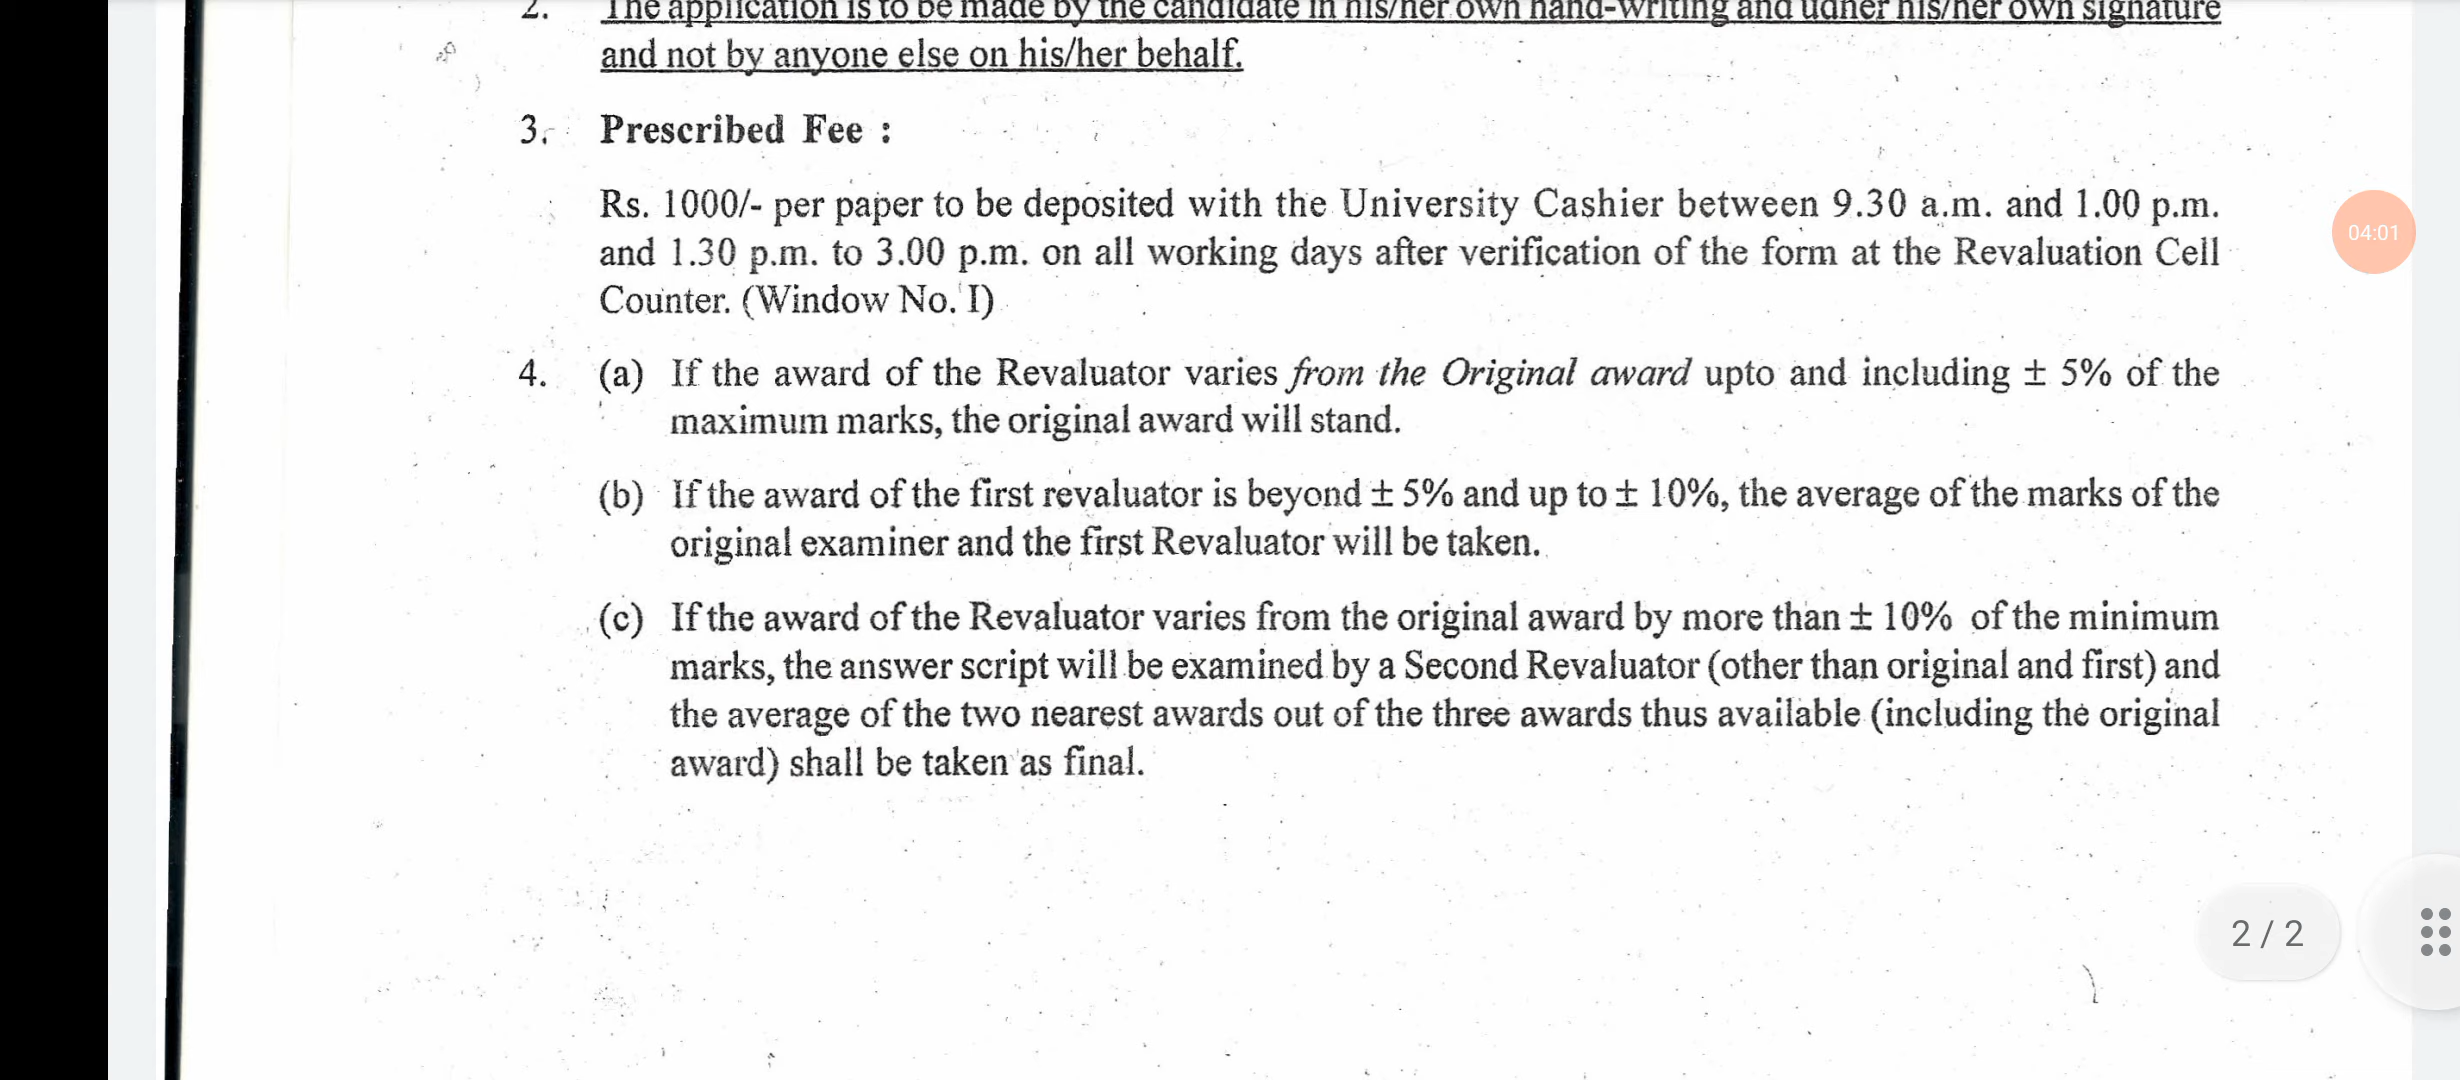 2. The application is to be made by the candidate in his/her own hand-writing and udner his/her own signature
and not by anyone else on his/her behalf.
3. Prescribed Fee :
Rs. 1000/- per paper to be deposited with the University Cashier between 9.30 a.m. and 1.00 p.m.
and 1.30 p.m. to 3.00 p.m. on all working days after verification of the form at the Revaluation Cell
Counter. (Window No. I)
04:01
4. (a) If the award of the Revaluator varies from the Original award upto and including ± 5% of the
maximum marks, the original award will stand.
(b) If the award of the first revaluator is beyond ± 5% and up to ± 10%, the average of the marks of the
original examiner and the first Revaluator will be taken.
(c) If the award of the Revaluator varies from the original award by more than ± 10% of the minimum
marks, the answer script will be examined by a Second Revaluator (other than original and first) and
the average of the two nearest awards out of the three awards thus available (including the original
award) shall be taken as final.
2 / 2